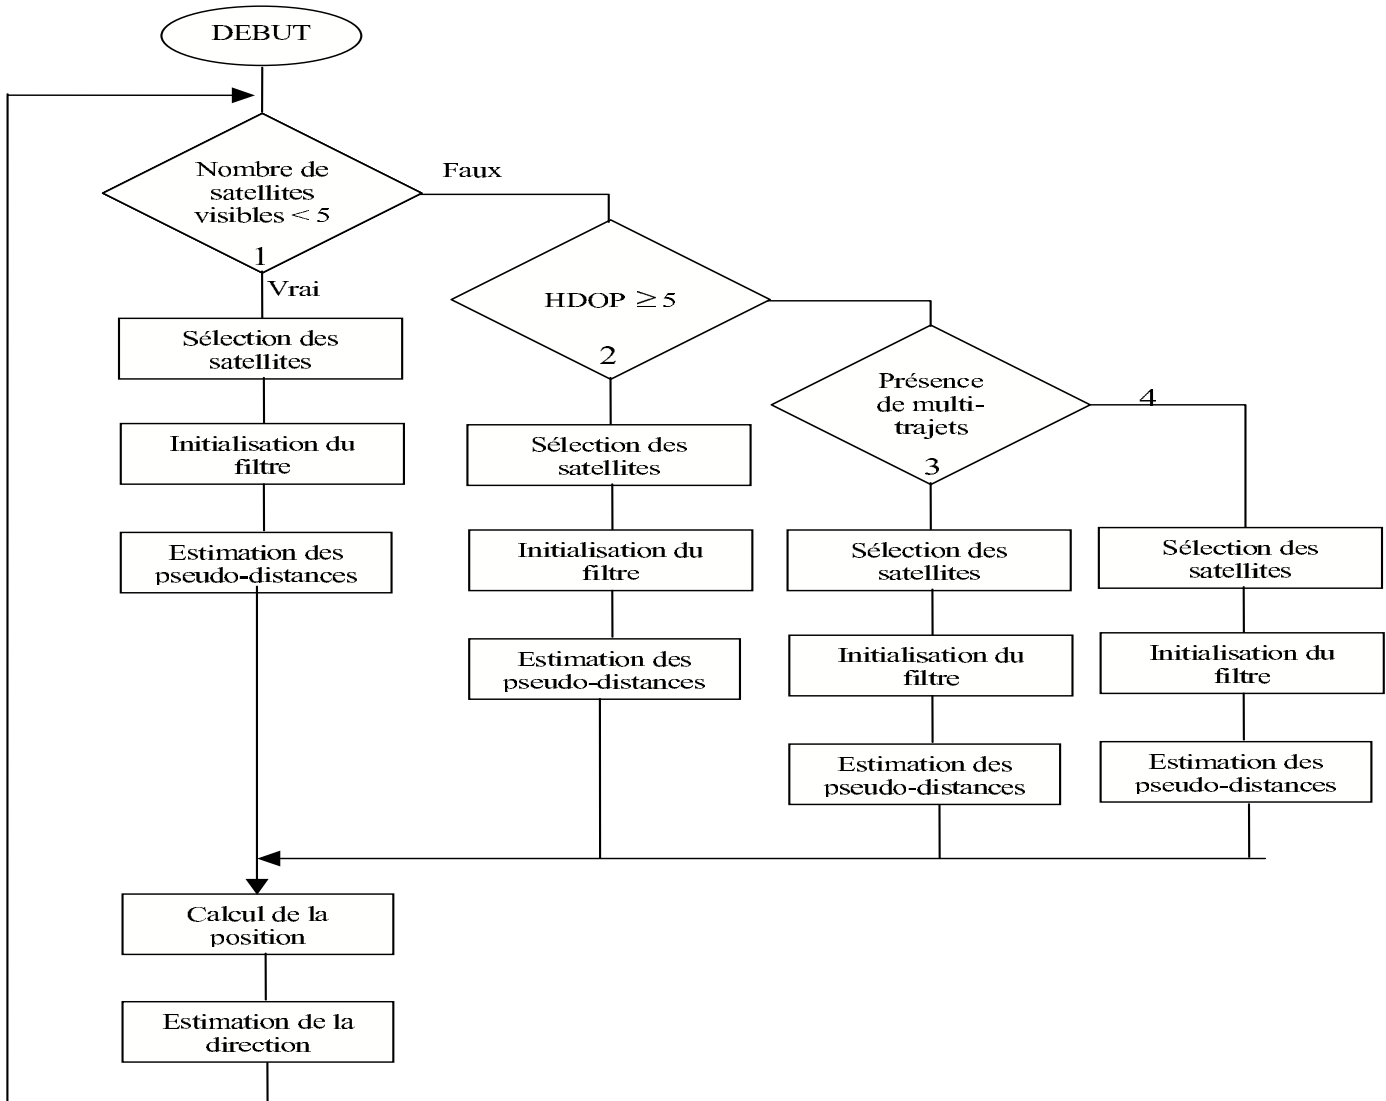 DEBUT
Nombre de
satellites
visibles < 5
1
Vrai
Faux
Sélection des
satellites
Initialisation du
filtre
Estimation des
pseudo-distances
HDOP ≥ 5
2
Sélection des
satellites
Initialisation du
filtre
Estimation des
pseudo-distances
Présence
de multi-
trajets
3
4
Sélection des
satellites
Initialisation du
filtre
Estimation des
pseudo-distances
Sélection des
satellites
Initialisation du
filtre
Estimation des
pseudo-distances
Calcul de la
position
Estimation de la
direction